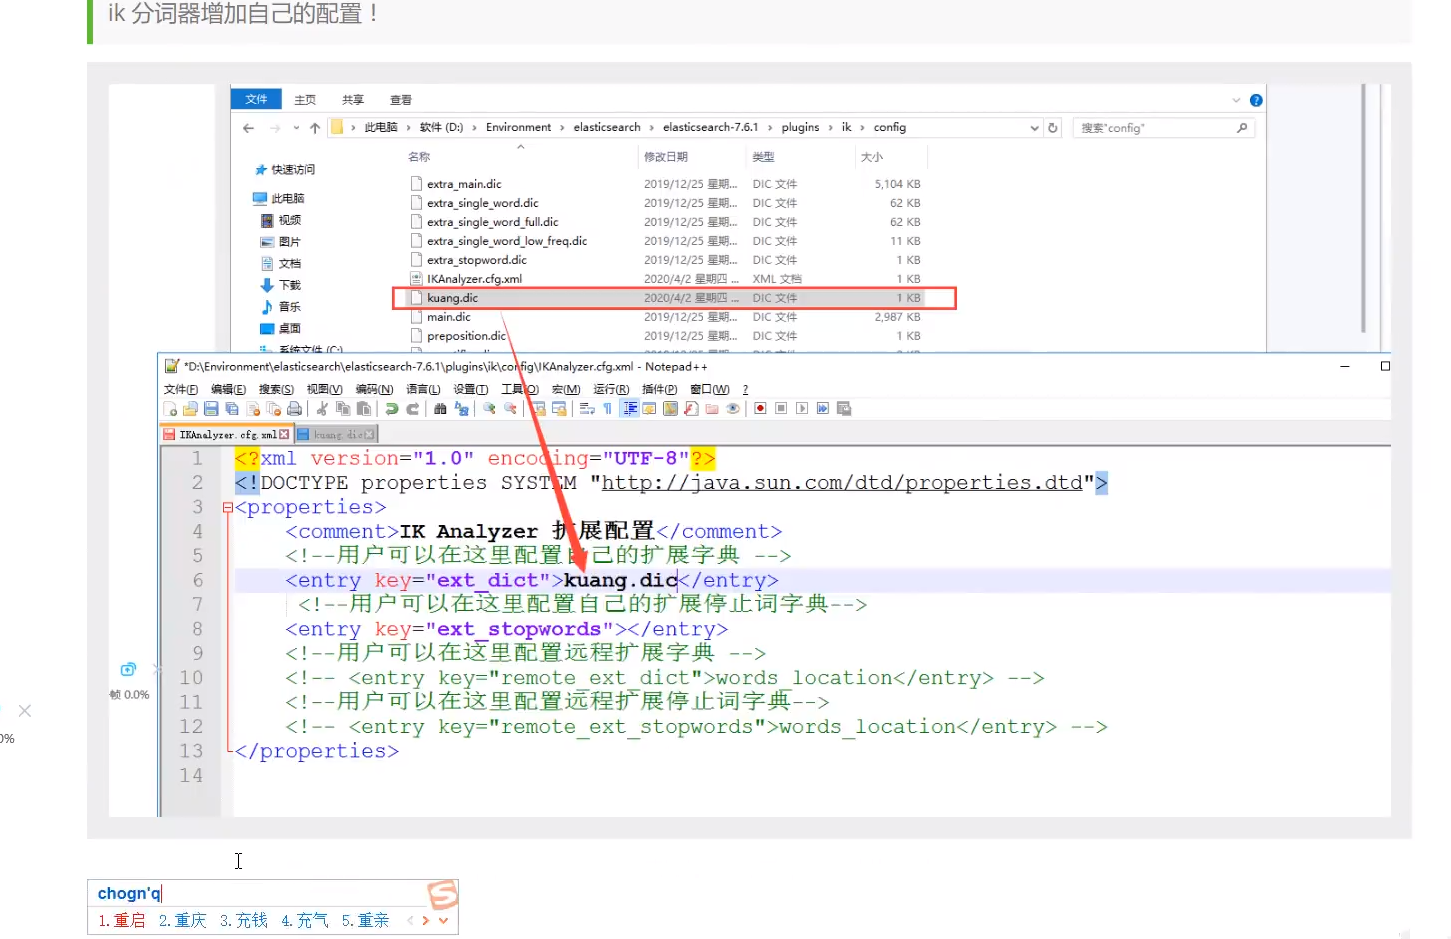 ik 分词器增加自己的配置！
文件 主页 共享 查看
此电脑 › 软件 (D:) › Environment › elasticsearch › elasticsearch-7.6.1 › plugins › ik › config
搜索"config"
名称 修改日期 类型 大小
快速访问
此电脑
视频
图片
文档
下载
音乐
桌面
系统文件 (C:)
extra_main.dic 2019/12/25 星期... DIC 文件 5,104 KB
extra_single_word.dic 2019/12/25 星期... DIC 文件 62 KB
extra_single_word_full.dic 2019/12/25 星期... DIC 文件 62 KB
extra_single_word_low_freq.dic 2019/12/25 星期... DIC 文件 11 KB
extra_stopword.dic 2019/12/25 星期... DIC 文件 1 KB
IKAnalyzer.cfg.xml 2020/4/2 星期四 ... XML 文档 1 KB
kuang.dic 2020/4/2 星期四 ... DIC 文件 1 KB
main.dic 2019/12/25 星期... DIC 文件 2,987 KB
preposition.dic 2019/12/25 星期... DIC 文件 1 KB
*D:\Environment\elasticsearch\elasticsearch-7.6.1\plugins\ik\config\IKAnalyzer.cfg.xml - Notepad++
文件(F) 编辑(E) 搜索(S) 视图(V) 编码(N) 语言(L) 设置(T) 工具(O) 宏(M) 运行(R) 插件(P) 窗口(W) ?
IKAnalyzer.cfg.xml kuang.dic
1 <?xml version="1.0" encoding="UTF-8"?>
2 <!DOCTYPE properties SYSTEM "http://java.sun.com/dtd/properties.dtd">
3 <properties>
4 <comment>IK Analyzer 扩展配置</comment>
5 <!--用户可以在这里配置自己的扩展字典 -->
6 <entry key="ext_dict">kuang.dic</entry>
7 <!--用户可以在这里配置自己的扩展停止词字典-->
8 <entry key="ext_stopwords"></entry>
9 <!--用户可以在这里配置远程扩展字典 -->
10 <!-- <entry key="remote_ext_dict">words_location</entry> -->
11 <!--用户可以在这里配置远程扩展停止词字典-->
12 <!-- <entry key="remote_ext_stopwords">words_location</entry> -->
13 </properties>
14
帧 0.0%
0%
chogn'q
1.重启 2.重庆 3.充钱 4.充气 5.重亲